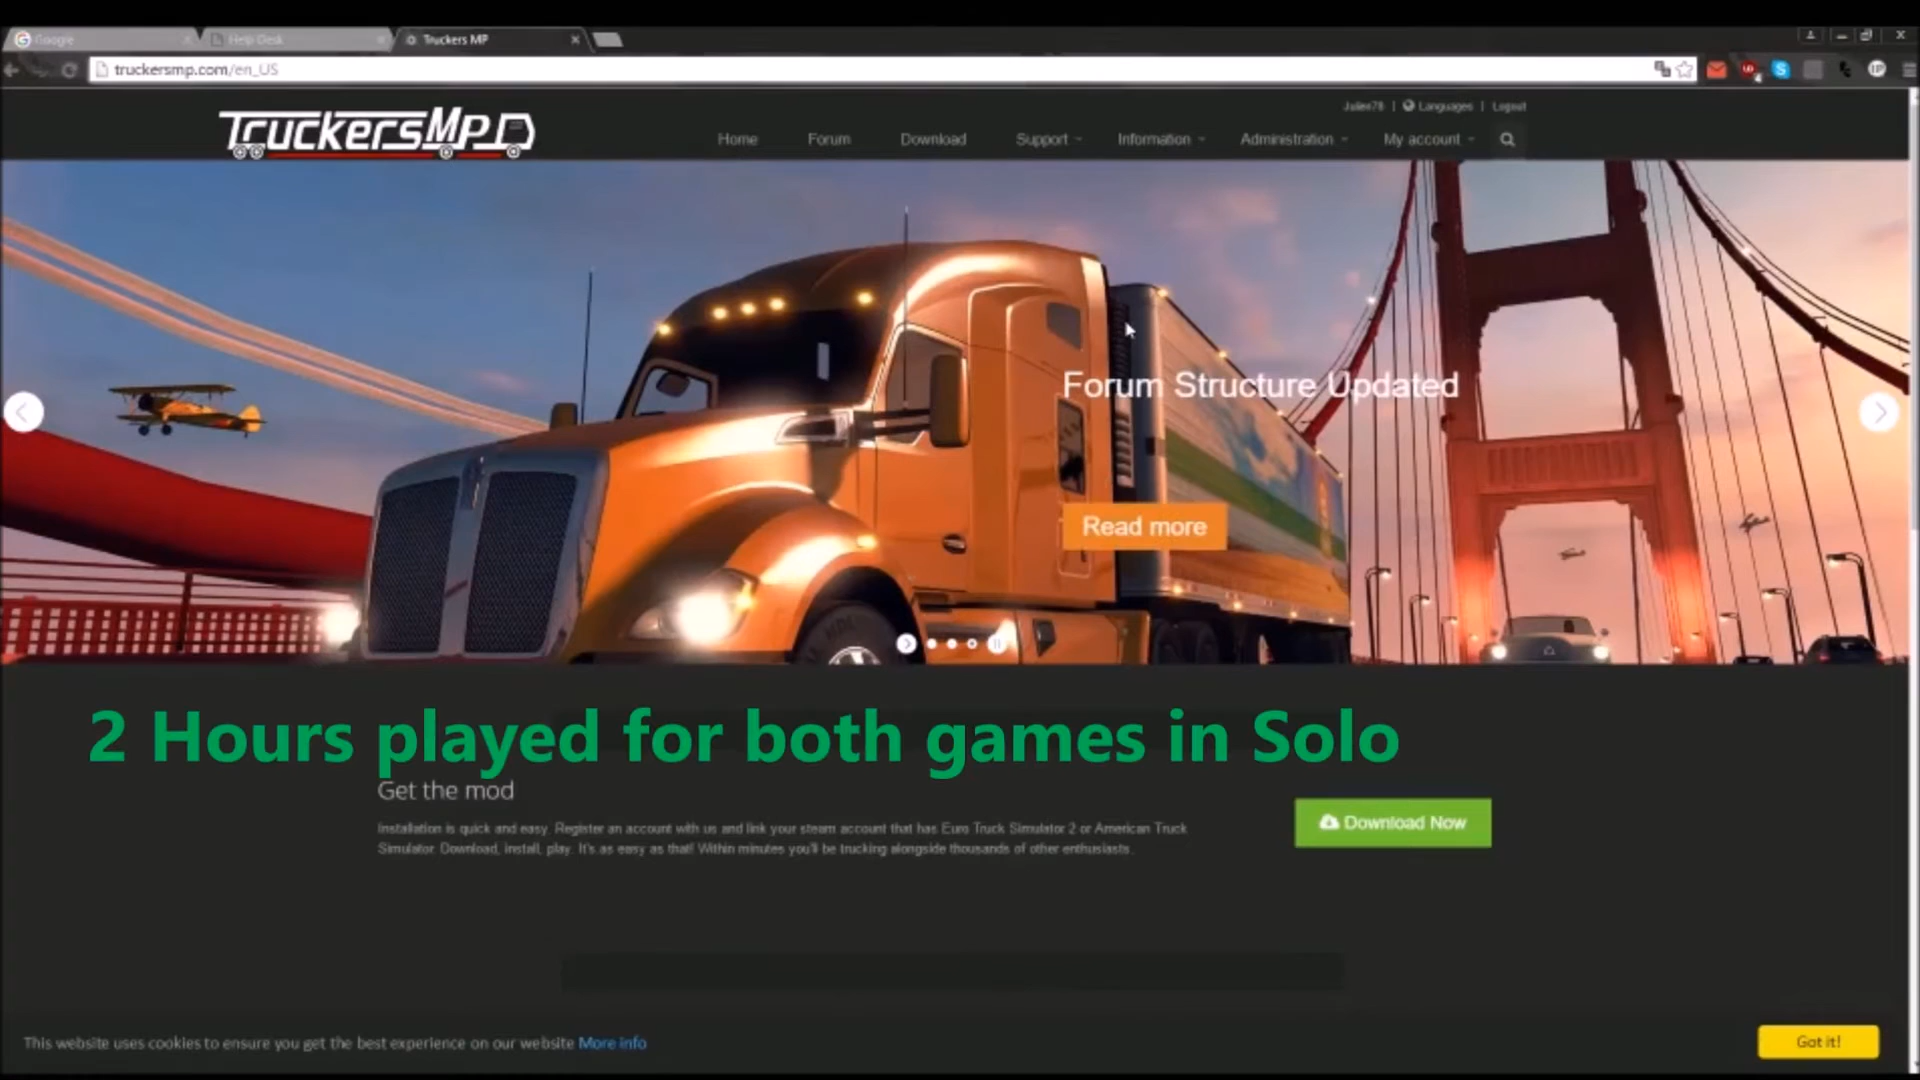 Google
Help Desk
Truckers MP
truckersmp.com/en_US
Julien78 | Languages | Logout
TruckersMP
Home Forum Download Support Information Administration My account
Forum Structure Updated
Read more
2 Hours played for both games in Solo
Get the mod
Installation is quick and easy. Register an account with us and link your steam account that has Euro Truck Simulator 2 or American Truck
Simulator. Download, install, play. It's as easy as that! Within minutes you'll be trucking alongside thousands of other enthusiasts.
Download Now
This website uses cookies to ensure you get the best experience on our website More info
Got it!